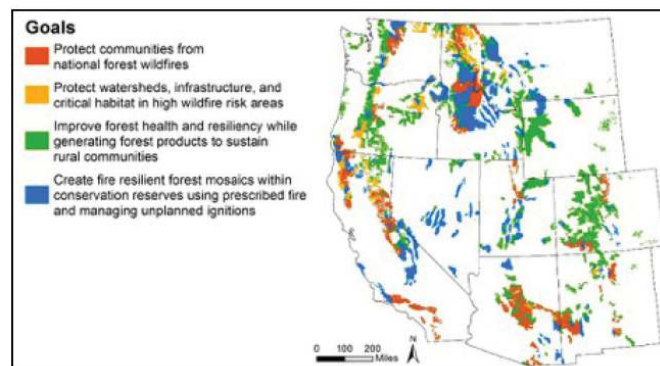 Goals
Protect communities from
national forest wildfires
Protect watersheds, infrastructure, and
critical habitat in high wildfire risk areas
Improve forest health and resiliency while
generating forest products to sustain
rural communities
Create fire resilient forest mosaics within
conservation reserves using prescribed fire
and managing unplanned ignitions
N
0 100 200
Miles